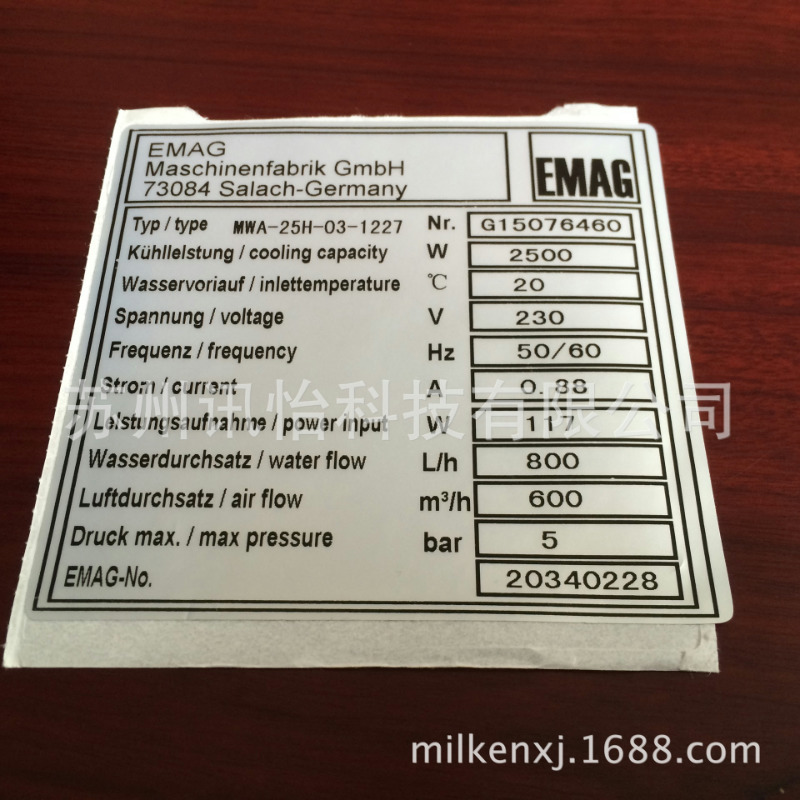 EMAG
Maschinenfabrik GmbH
73084 Salach-Germany
EMAG
Typ / type MWA-25H-03-1227 Nr. G15076460
Kühlleistung / cooling capacity W 2500
Wasservoriauf / inlettemperature ℃ 20
Spannung / voltage V 230
Frequenz / frequency Hz 50/60
Strom / current A 0.88
苏州讯怡科技有限公司
Leistungsaufnahme / power input W 117
Wasserdurchsatz / water flow L/h 800
Luftdurchsatz / air flow m³/h 600
Druck max. / max pressure bar 5
EMAG-No. 20340228
milkenxj.1688.com